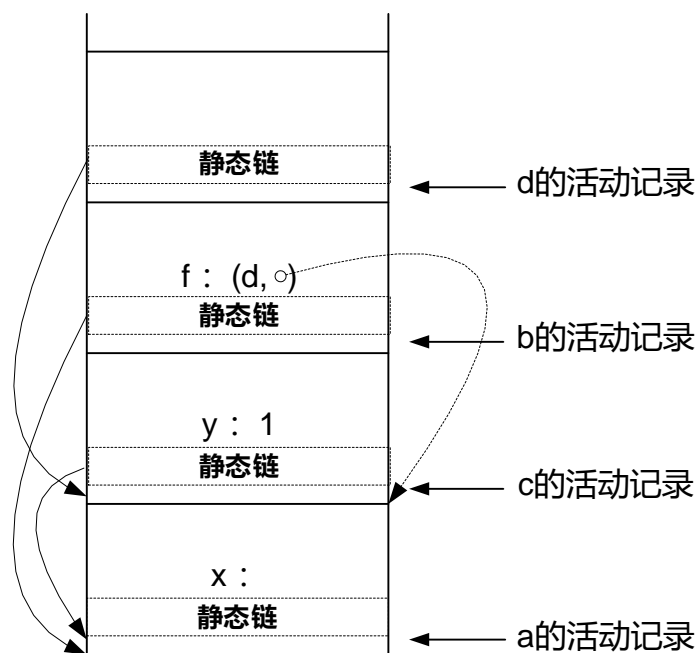 静态链
d的活动记录
f： (d, )
静态链
b的活动记录
y： 1
静态链
c的活动记录
x：
静态链
a的活动记录